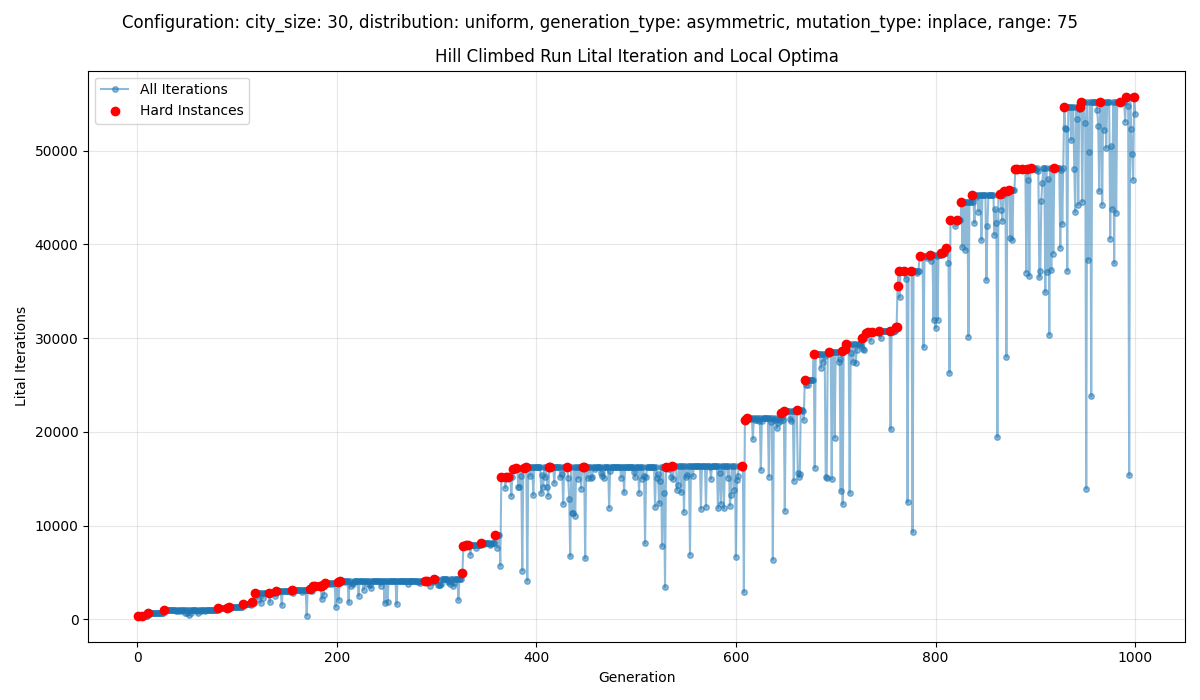 Configuration: city_size: 30, distribution: uniform, generation_type: asymmetric, mutation_type: inplace, range: 75
Hill Climbed Run Lital Iteration and Local Optima
All Iterations
Hard Instances
Lital Iterations
50000
40000
30000
20000
10000
0
0 200 400 600 800 1000
Generation